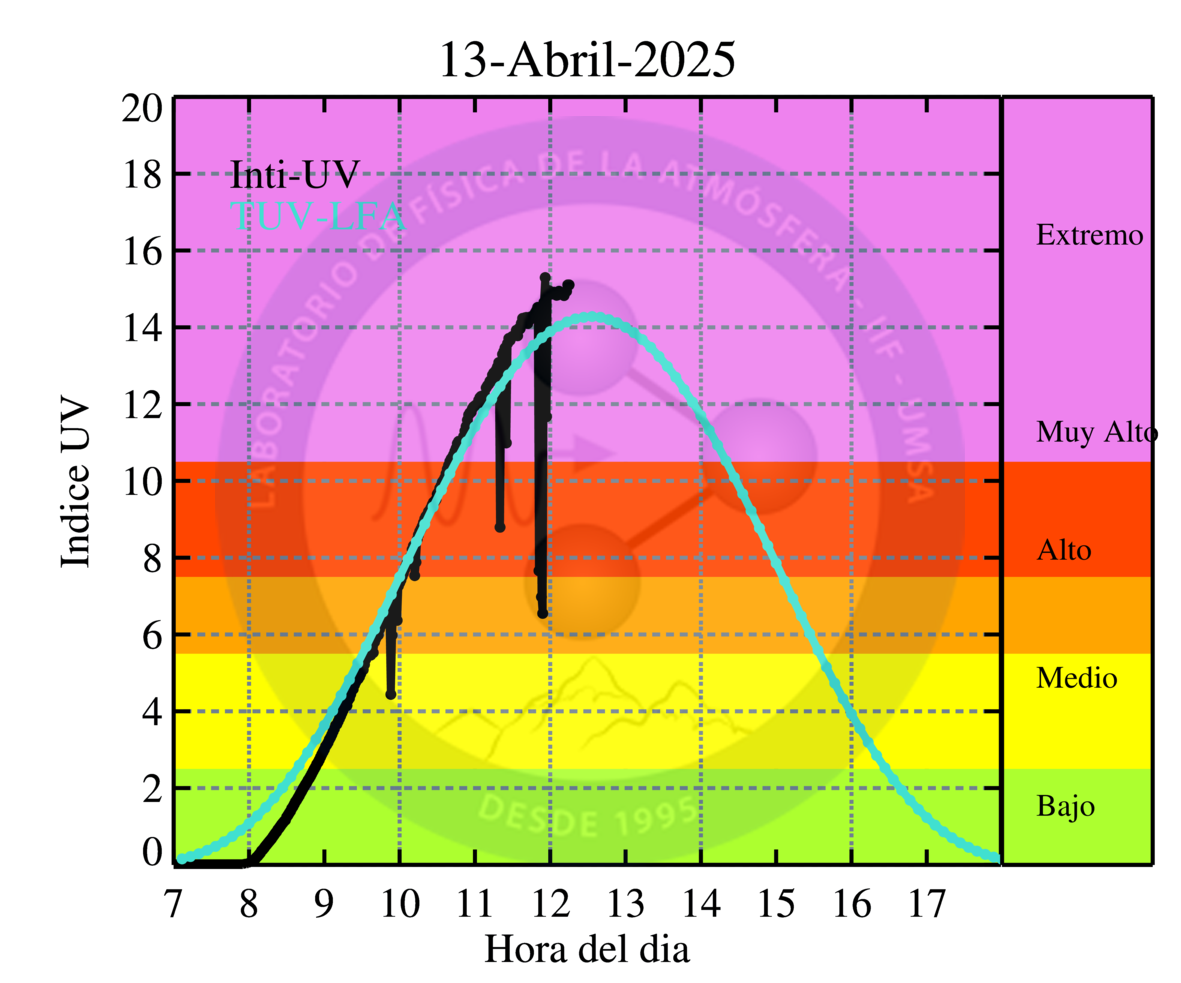 13-Abril-2025
20
18
16
14
12
10
8
6
4
2
0
Indice UV
Inti-UV
TUV-LFA
LABORATORIO DE FÍSICA DE LA ATMÓSFERA - IIF - UMSA
DESDE 1995
Extremo
Muy Alto
Alto
Medio
Bajo
7 8 9 10 11 12 13 14 15 16 17
Hora del dia